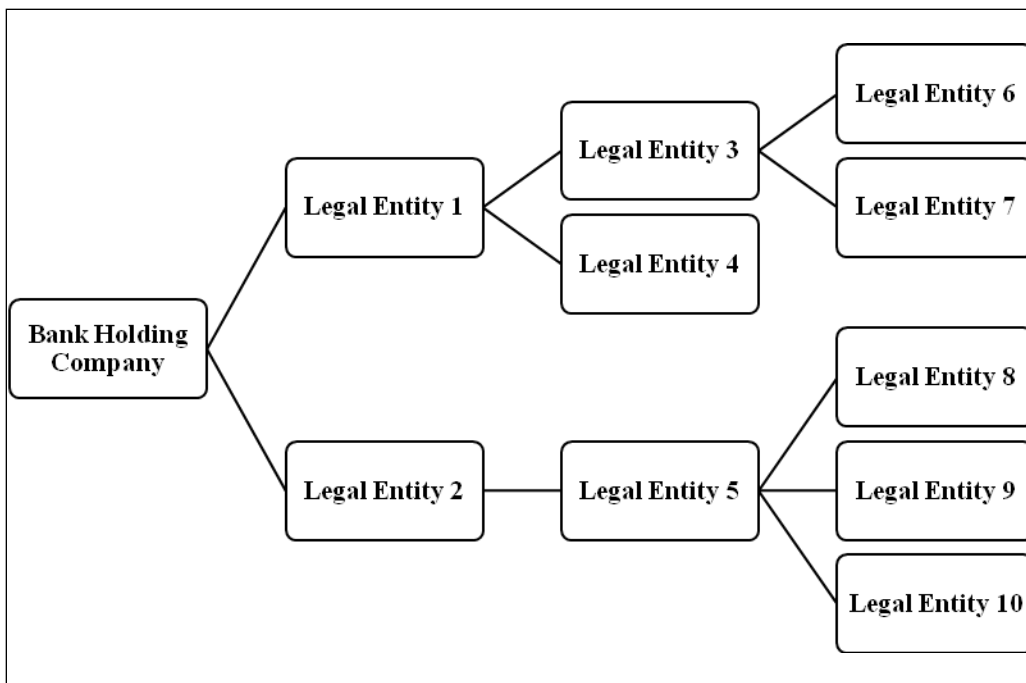 Legal Entity 6
Legal Entity 3
Legal Entity 1
Legal Entity 7
Legal Entity 4
Bank Holding
Company
Legal Entity 8
Legal Entity 2
Legal Entity 5
Legal Entity 9
Legal Entity 10